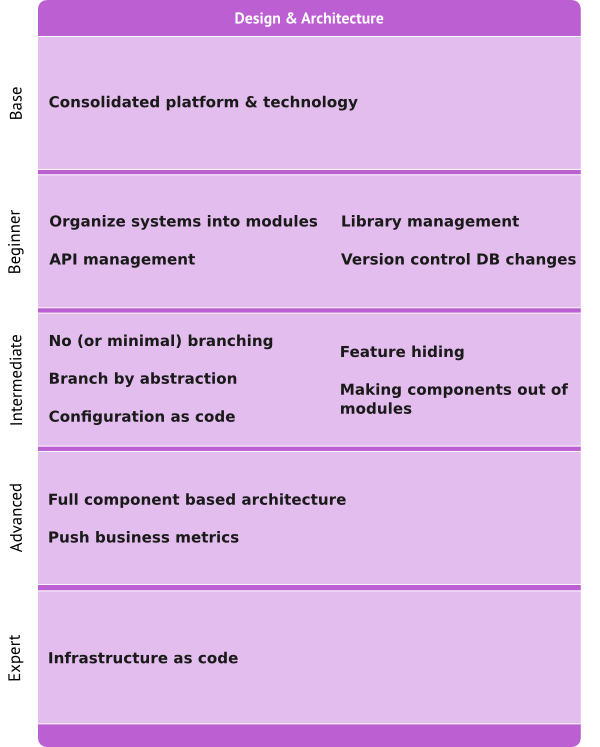 Design & Architecture
Base
Consolidated platform & technology
Beginner
Organize systems into modules
API management
Library management
Version control DB changes
Intermediate
No (or minimal) branching
Branch by abstraction
Configuration as code
Feature hiding
Making components out of
modules
Advanced
Full component based architecture
Push business metrics
Expert
Infrastructure as code